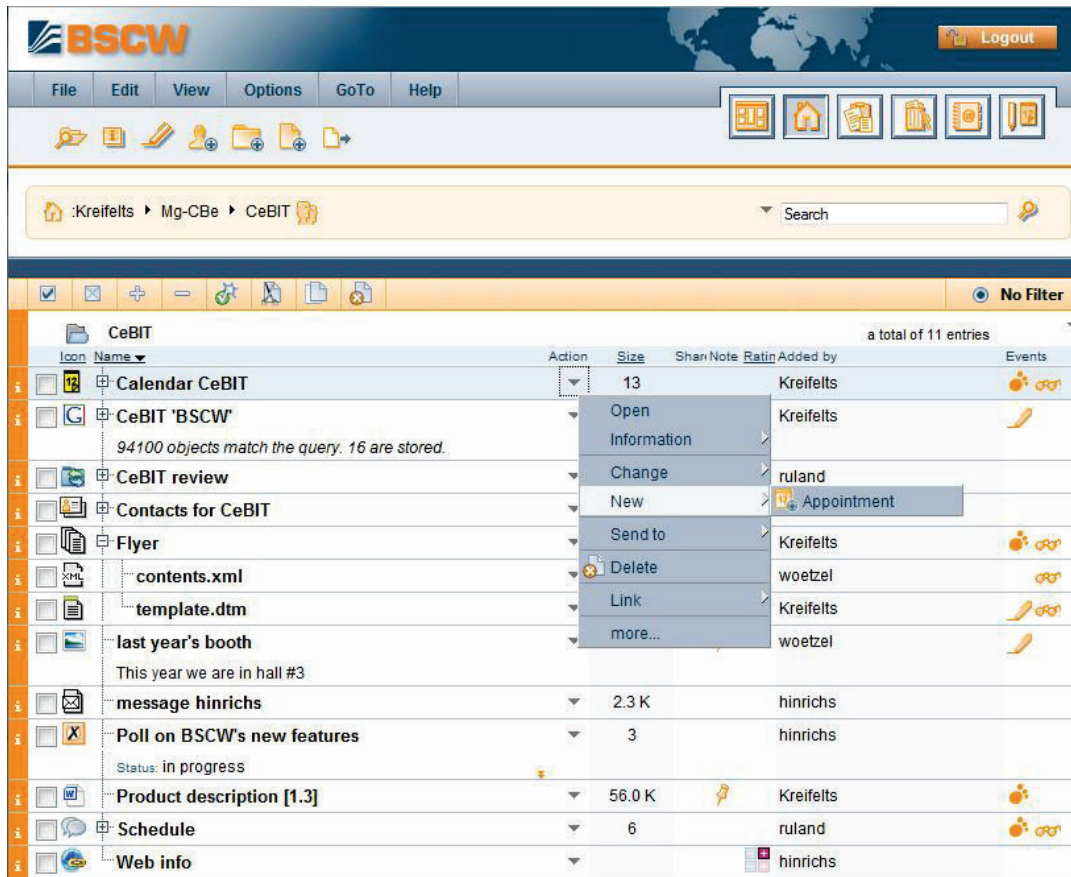 BSCW
Logout
File Edit View Options GoTo Help
:Kreifelts Mg-CBe CeBIT
Search
No Filter
CeBIT a total of 11 entries
Icon Name Action Size Shar Note Ratin Added by Events
Calendar CeBIT 13 Kreifelts
CeBIT 'BSCW' Kreifelts
94100 objects match the query. 16 are stored.
CeBIT review ruland
Contacts for CeBIT
Flyer Kreifelts
contents.xml woetzel
template.dtm Kreifelts
last year's booth woetzel
This year we are in hall #3
message hinrichs 2.3 K hinrichs
Poll on BSCW's new features 3 hinrichs
Status: in progress
Product description [1.3] 56.0 K Kreifelts
Schedule 6 ruland
Web info hinrichs
Open
Information
Change
New
Appointment
Send to
Delete
Link
more...